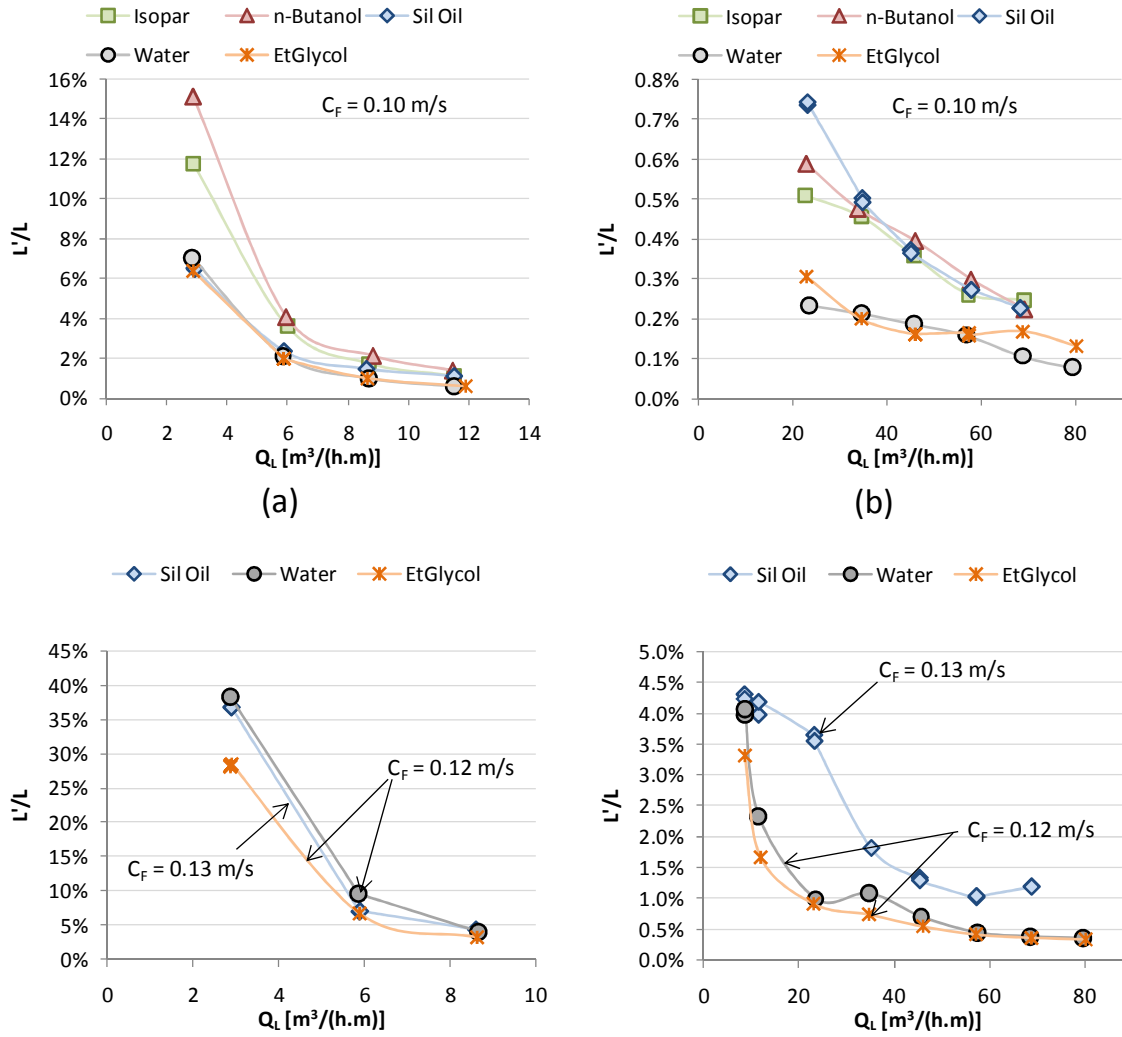 Isopar n-Butanol Sil Oil
Water EtGlycol
16%
14%
12%
10%
8%
6%
4%
2%
0%
C_F = 0.10 m/s
L'/L
0 2 4 6 8 10 12 14
Q_L [m³/(h.m)]
(a)
Isopar n-Butanol Sil Oil
Water EtGlycol
0.8%
0.7%
0.6%
0.5%
0.4%
0.3%
0.2%
0.1%
0.0%
C_F = 0.10 m/s
L'/L
0 20 40 60 80
Q_L [m³/(h.m)]
(b)
Sil Oil Water EtGlycol
45%
40%
35%
30%
25%
20%
15%
10%
5%
0%
C_F = 0.12 m/s
C_F = 0.13 m/s
L'/L
0 2 4 6 8 10
Q_L [m³/(h.m)]
Sil Oil Water EtGlycol
5.0%
4.5%
4.0%
3.5%
3.0%
2.5%
2.0%
1.5%
1.0%
0.5%
0.0%
C_F = 0.13 m/s
C_F = 0.12 m/s
L'/L
0 20 40 60 80
Q_L [m³/(h.m)]